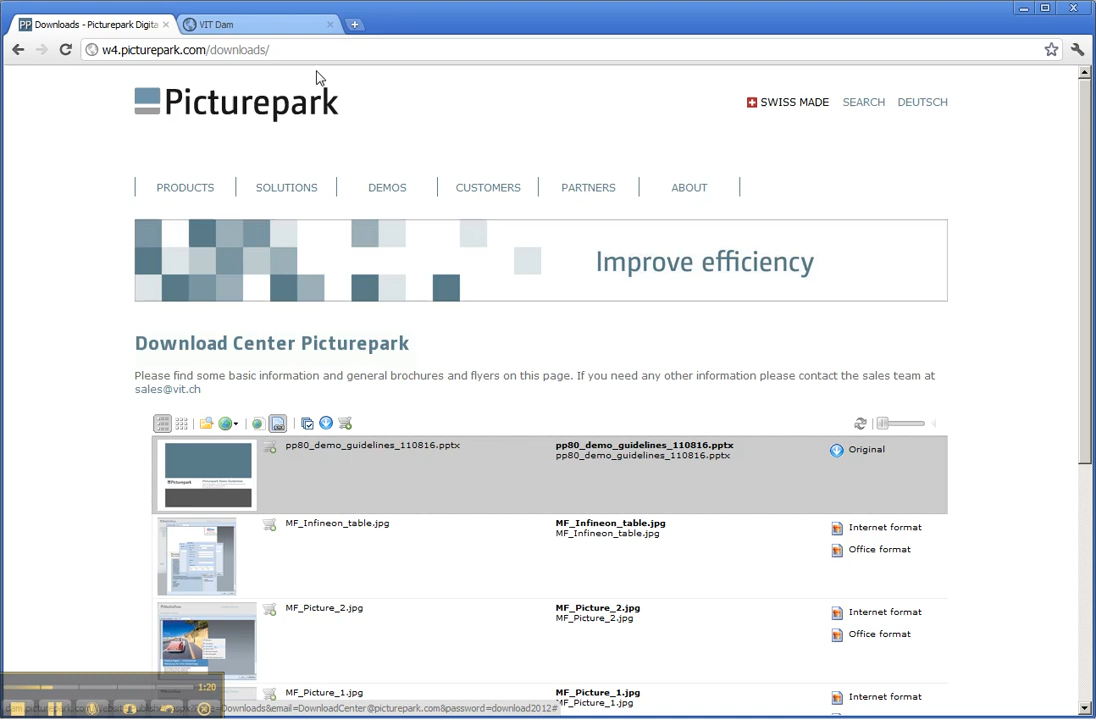 Downloads - Picturepark Digita
VIT Dam
w4.picturepark.com/downloads/
Picturepark
SWISS MADE SEARCH DEUTSCH
PRODUCTS SOLUTIONS DEMOS CUSTOMERS PARTNERS ABOUT
Improve efficiency
Download Center Picturepark
Please find some basic information and general brochures and flyers on this page. If you need any other information please contact the sales team at
sales@vit.ch
pp80_demo_guidelines_110816.pptx pp80_demo_guidelines_110816.pptx Original
pp80_demo_guidelines_110816.pptx
MF_Infineon_table.jpg MF_Infineon_table.jpg Internet format
MF_Infineon_table.jpg
Office format
MF_Picture_2.jpg MF_Picture_2.jpg Internet format
MF_Picture_2.jpg
Office format
1:20
MF_Picture_1.jpg MF_Picture_1.jpg Internet format
MF_Picture_1.jpg
Downloads&email=DownloadCenter@picturepark.com&password=download2012#